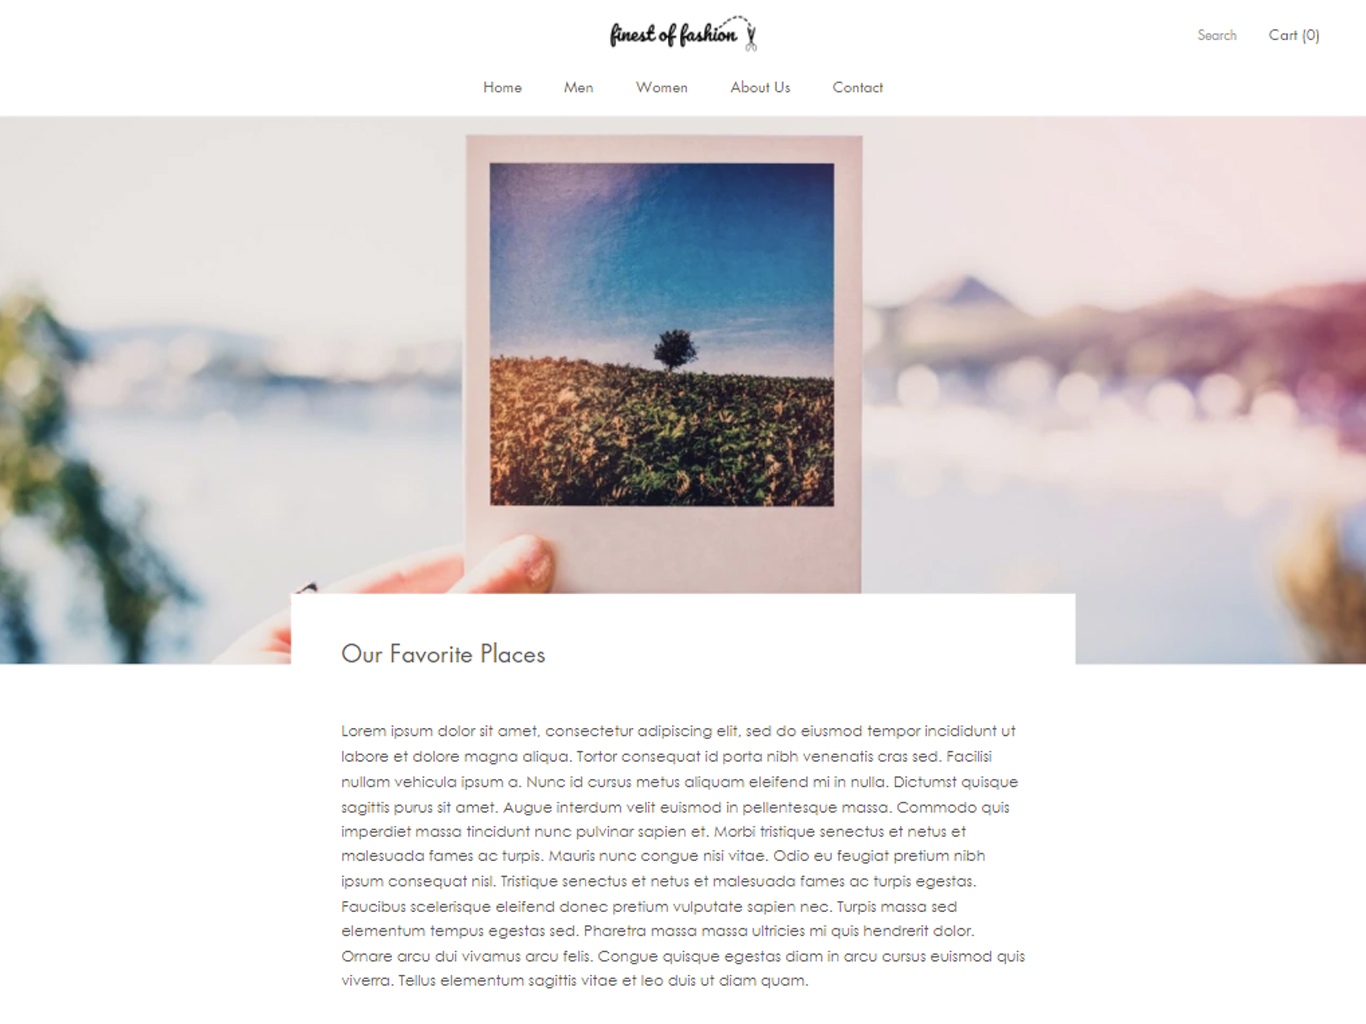 finest of fashion
Search
Cart (0)
Home
Men
Women
About Us
Contact
Our Favorite Places
Lorem ipsum dolor sit amet, consectetur adipiscing elit, sed do eiusmod tempor incididunt ut
labore et dolore magna aliqua. Tortor consequat id porta nibh venenatis cras sed. Facilisi
nullam vehicula ipsum a. Nunc id cursus metus aliquam eleifend mi in nulla. Dictumst quisque
sagittis purus sit amet. Augue interdum velit euismod in pellentesque massa. Commodo quis
imperdiet massa tincidunt nunc pulvinar sapien et. Morbi tristique senectus et netus et
malesuada fames ac turpis. Mauris nunc congue nisi vitae. Odio eu feugiat pretium nibh
ipsum consequat nisl. Tristique senectus et netus et malesuada fames ac turpis egestas.
Faucibus scelerisque eleifend donec pretium vulputate sapien nec. Turpis massa sed
elementum tempus egestas sed. Pharetra massa massa ultricies mi quis hendrerit dolor.
Ornare arcu dui vivamus arcu felis. Congue quisque egestas diam in arcu cursus euismod quis
viverra. Tellus elementum sagittis vitae et leo duis ut diam quam.